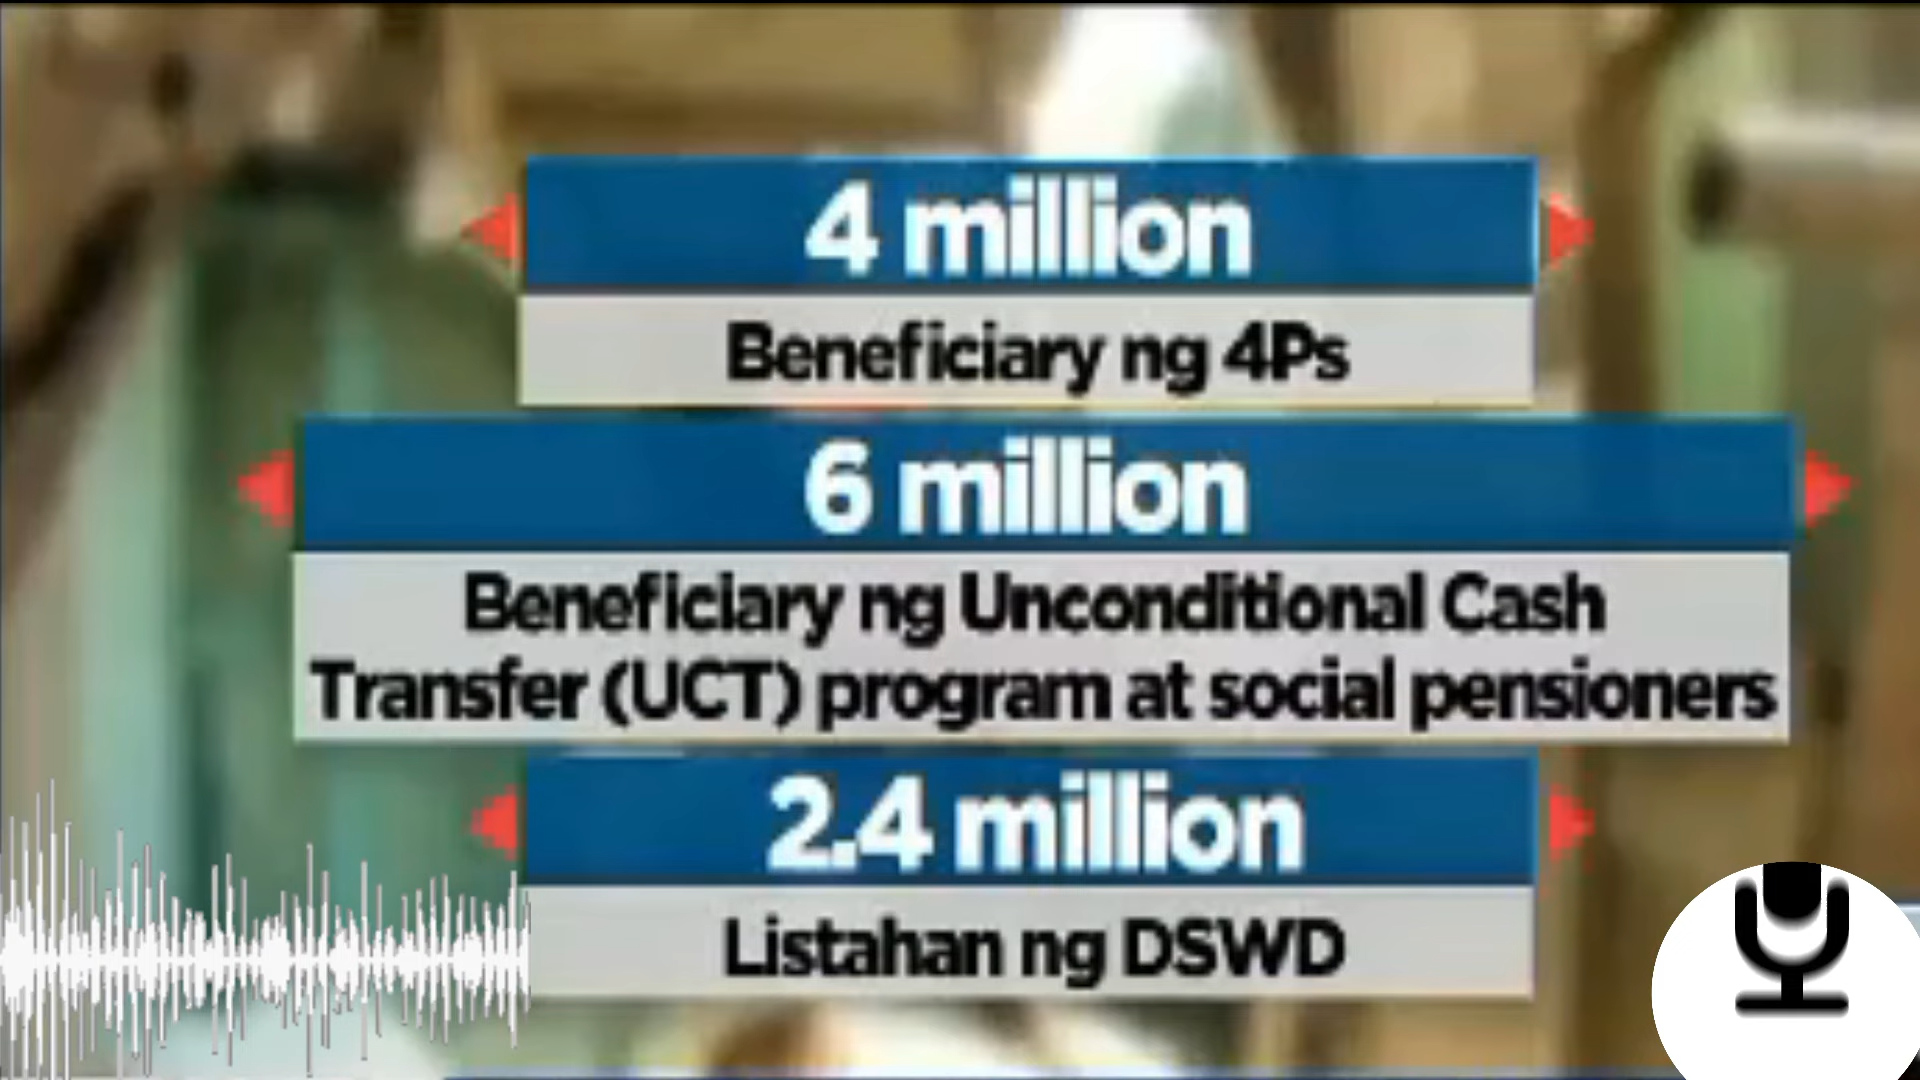 4 million
Beneficiary ng 4Ps
6 million
Beneficiary ng Unconditional Cash
Transfer (UCT) program at social pensioners
2.4 million
Listahan ng DSWD